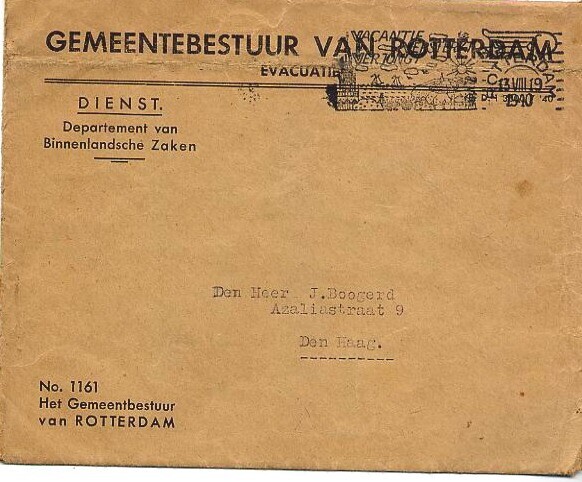 GEMEENTEBESTUUR VAN ROTTERDAM
EVACUATIE
VACANTIE
13 VIII 19
1940
DIENST.
Departement van
Binnenlandsche Zaken
Den Heer J.Boogerd
Azaliastraat 9
Den Haag.
No. 1161
Het Gemeentbestuur
van ROTTERDAM